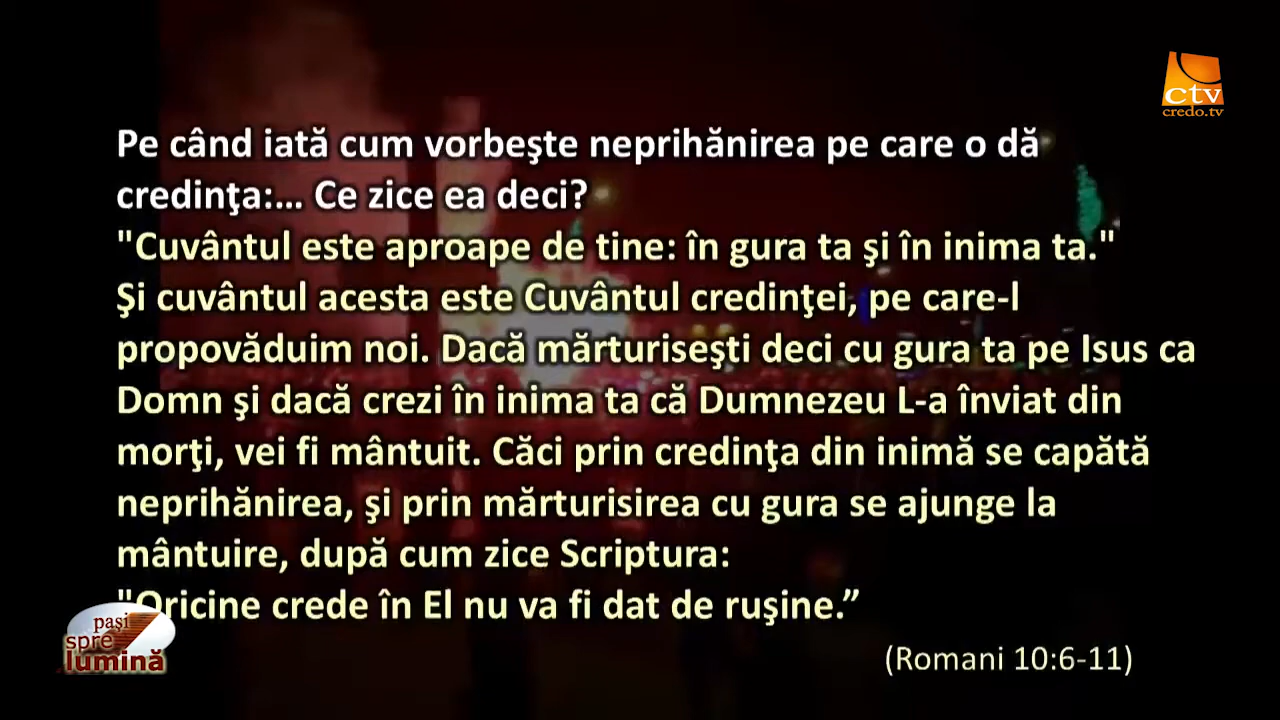 ctv
credo.tv
Pe când iată cum vorbeşte neprihănirea pe care o dă
credinţa:... Ce zice ea deci?
"Cuvântul este aproape de tine: în gura ta şi în inima ta."
Şi cuvântul acesta este Cuvântul credinţei, pe care-l
propovăduim noi. Dacă mărturiseşti deci cu gura ta pe Isus ca
Domn şi dacă crezi în inima ta că Dumnezeu L-a înviat din
morţi, vei fi mântuit. Căci prin credinţa din inimă se capătă
neprihănirea, şi prin mărturisirea cu gura se ajunge la
mântuire, după cum zice Scriptura:
"Oricine crede în El nu va fi dat de ruşine.”
(Romani 10:6-11)
paşi
spre
lumină